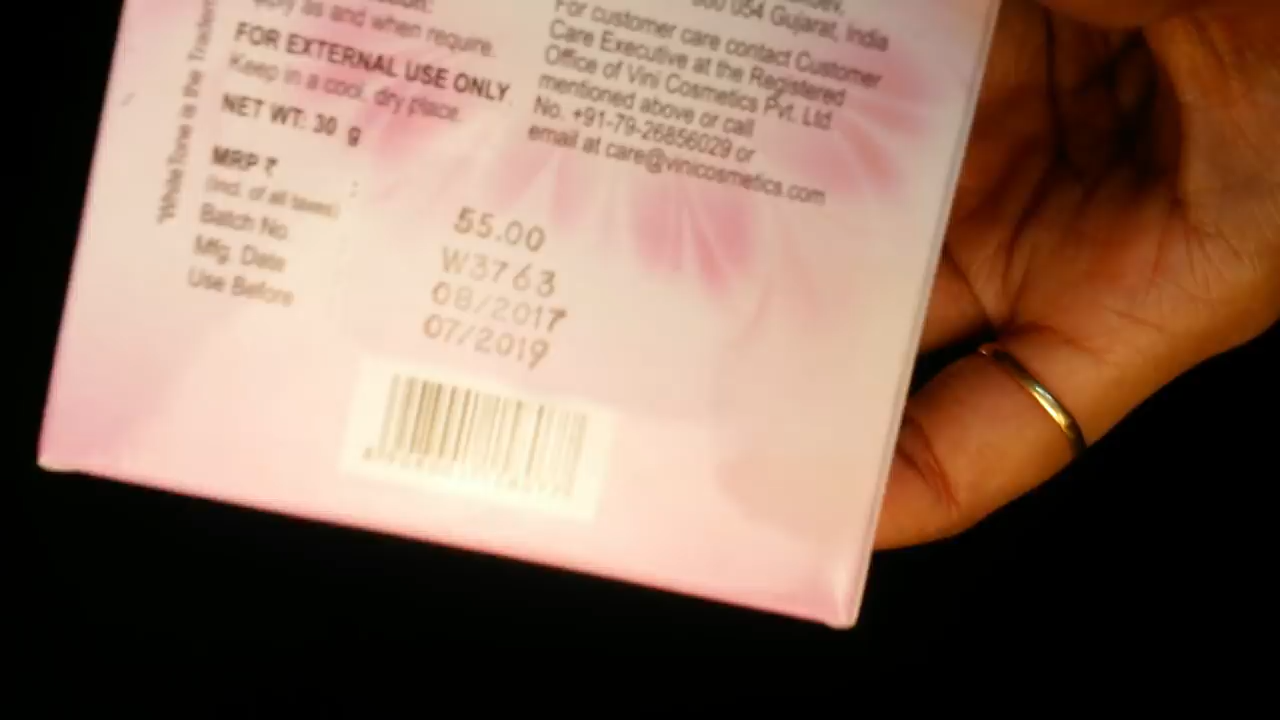 as and when require.
FOR EXTERNAL USE ONLY
Keep in a cool, dry place.
NET WT: 30 g
MRP ₹ :
(incl. of all taxes)
55.00
Batch No.
W3763
Mfg. Date
08/2017
Use Before
07/2019
054 Gujarat, India
For customer care contact Customer
Care Executive at the Registered
Office of Vini Cosmetics Pvt. Ltd.
mentioned above or call
No. +91-79-26856029 or
email at care@vinicosmetics.com
"WhiteTone is the